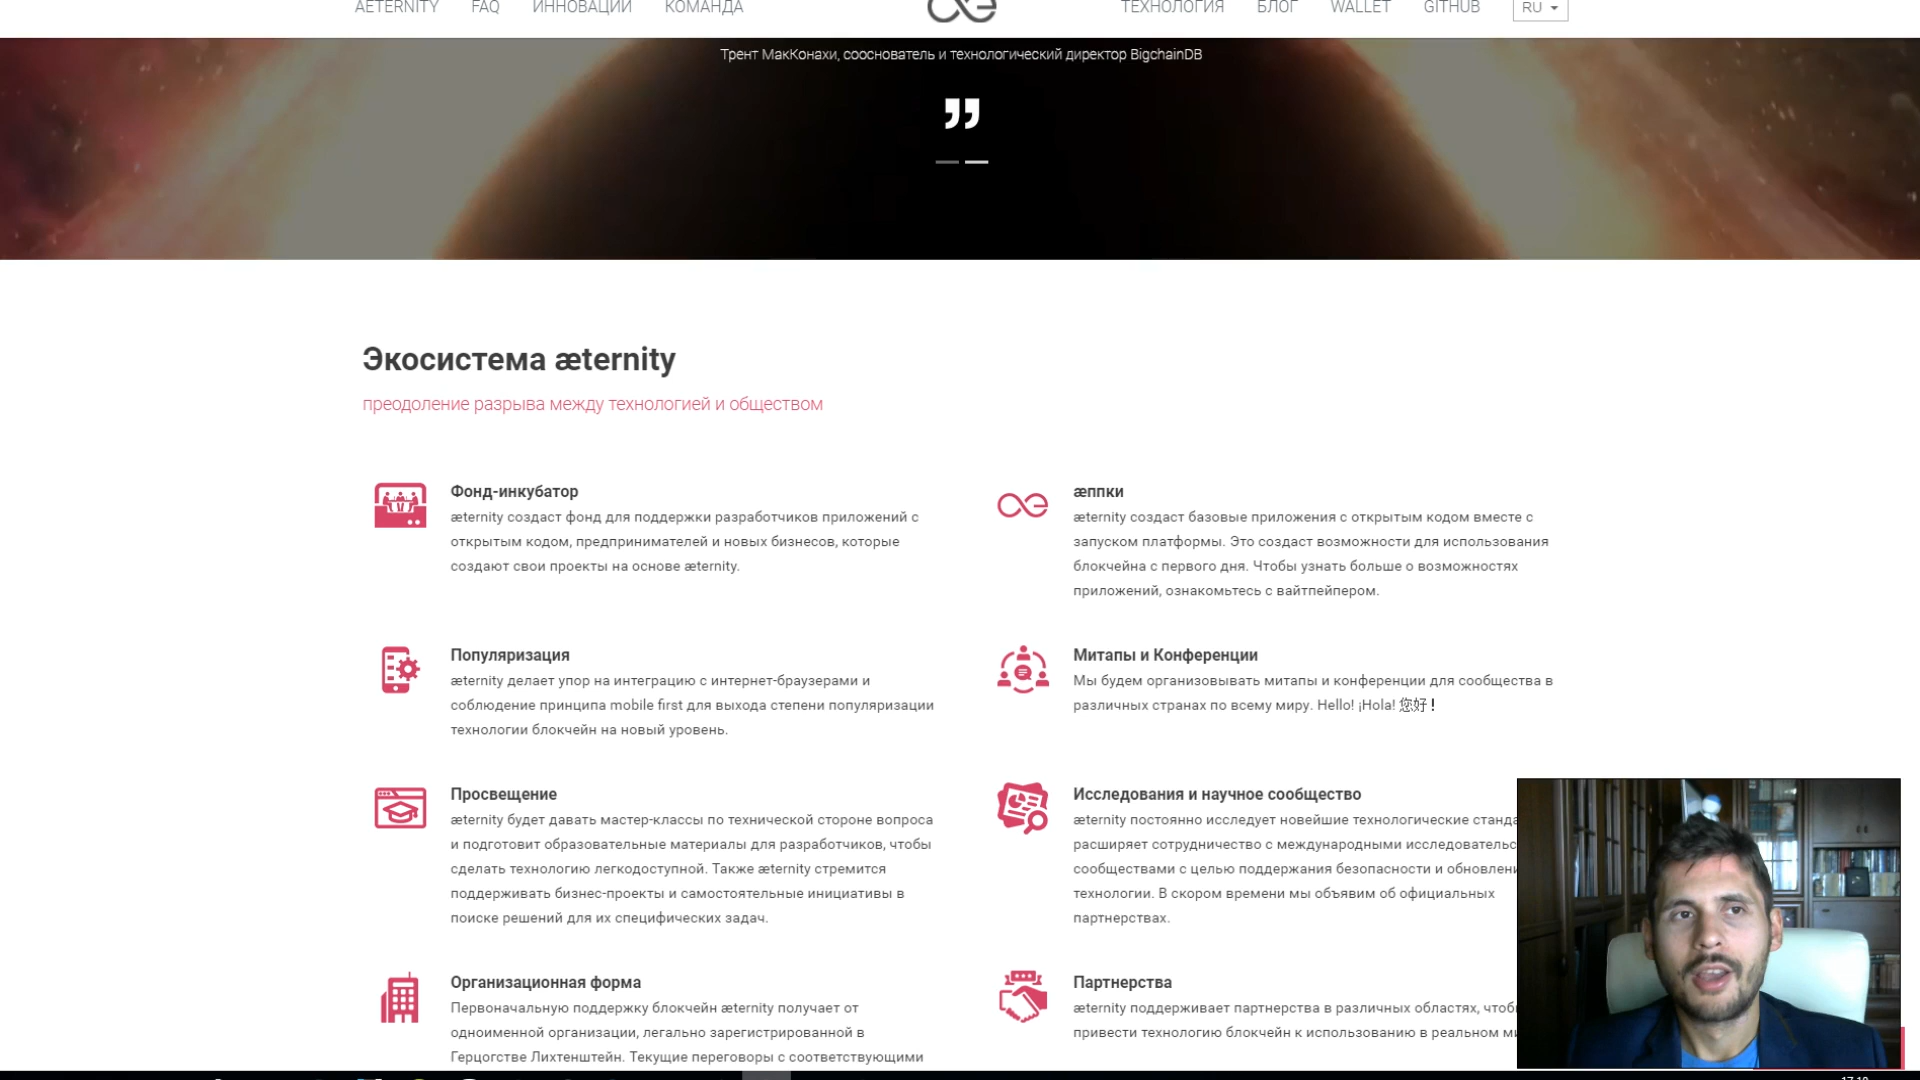 AETERNITY FAQ ИННОВАЦИИ КОМАНДА ТЕХНОЛОГИЯ БЛОГ WALLET GITHUB RU
Трент МакКонахи, сооснователь и технологический директор BigchainDB
Экосистема æternity
преодоление разрыва между технологией и обществом
Фонд-инкубатор
æternity создаст фонд для поддержки разработчиков приложений с
открытым кодом, предпринимателей и новых бизнесов, которые
создают свои проекты на основе æternity.
æппки
æternity создаст базовые приложения с открытым кодом вместе с
запуском платформы. Это создаст возможности для использования
блокчейна с первого дня. Чтобы узнать больше о возможностях
приложений, ознакомьтесь с вайтпейпером.
Популяризация
æternity делает упор на интеграцию с интернет-браузерами и
соблюдение принципа mobile first для выхода степени популяризации
технологии блокчейн на новый уровень.
Митапы и Конференции
Мы будем организовывать митапы и конференции для сообщества в
различных странах по всему миру. Hello! ¡Hola! 您好！
Просвещение
æternity будет давать мастер-классы по технической стороне вопроса
и подготовит образовательные материалы для разработчиков, чтобы
сделать технологию легкодоступной. Также æternity стремится
поддерживать бизнес-проекты и самостоятельные инициативы в
поиске решений для их специфических задач.
Исследования и научное сообщество
æternity постоянно исследует новейшие технологические станда
расширяет сотрудничество с международными исследовательс
сообществами с целью поддержания безопасности и обновлени
технологии. В скором времени мы объявим об официальных
партнерствах.
Организационная форма
Первоначальную поддержку блокчейн æternity получает от
одноименной организации, легально зарегистрированной в
Герцогстве Лихтенштейн. Текущие переговоры с соответствующими
Партнерства
æternity поддерживает партнерства в различных областях, чтоб
привести технологию блокчейн к использованию в реальном ми